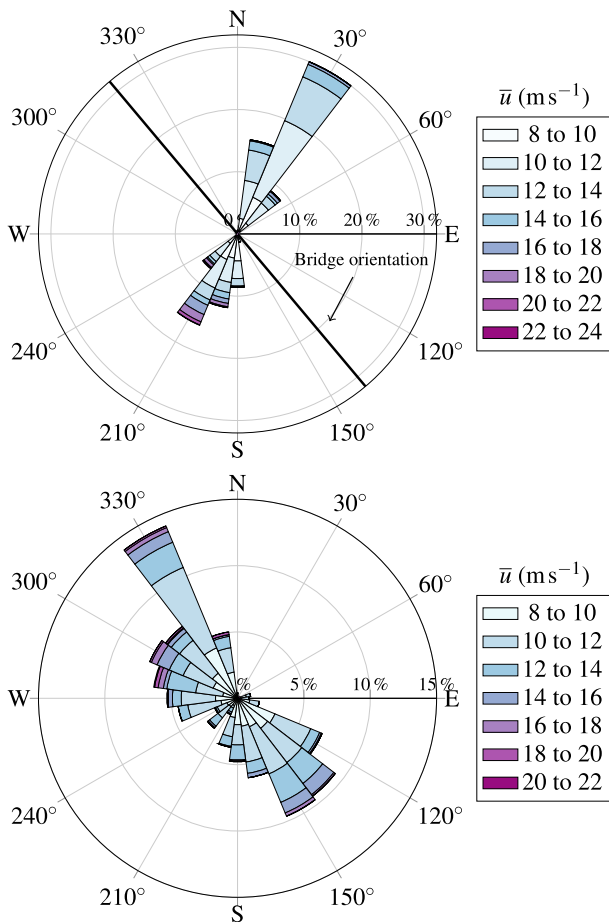 N
330°
30°
300°
60°
W
0
10 %
20 %
30 %
E
Bridge orientation
240°
120°
210°
150°
S
u̅ (m s⁻¹)
8 to 10
10 to 12
12 to 14
14 to 16
16 to 18
18 to 20
20 to 22
22 to 24
N
330°
30°
300°
60°
W
%
5 %
10 %
15 %
E
240°
120°
210°
150°
S
u̅ (m s⁻¹)
8 to 10
10 to 12
12 to 14
14 to 16
16 to 18
18 to 20
20 to 22